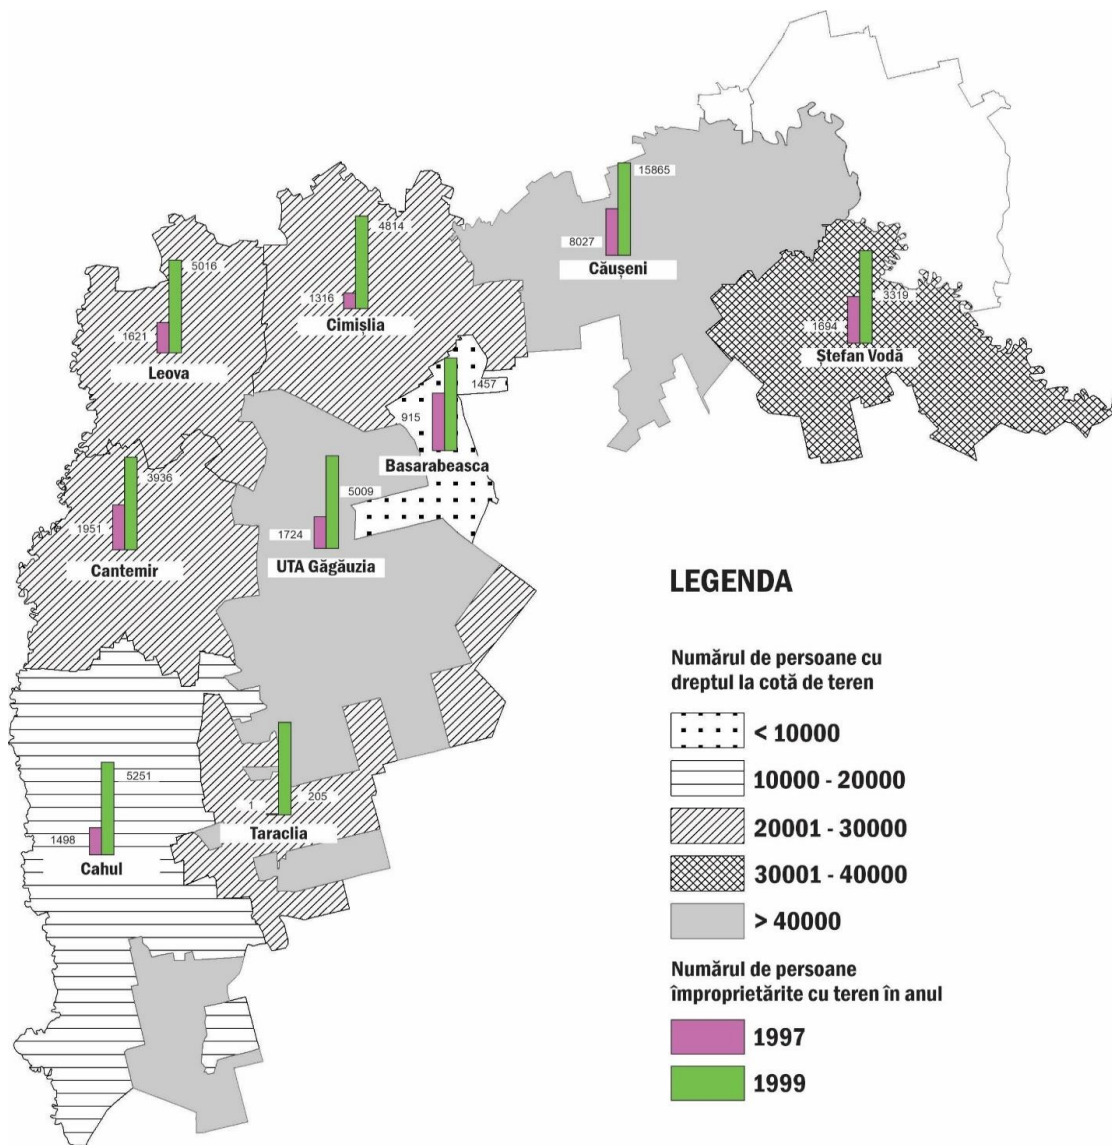 15865
8027
Căușeni
4814
1316
Cimișlia
5016
1621
Leova
3319
1694
Ștefan Vodă
1457
915
Basarabeasca
3936
1951
Cantemir
5009
1724
UTA Găgăuzia
5251
1498
Cahul
1
205
Taraclia
LEGENDA
Numărul de persoane cu
dreptul la cotă de teren
< 10000
10000 - 20000
20001 - 30000
30001 - 40000
> 40000
Numărul de persoane
împroprietărite cu teren în anul
1997
1999